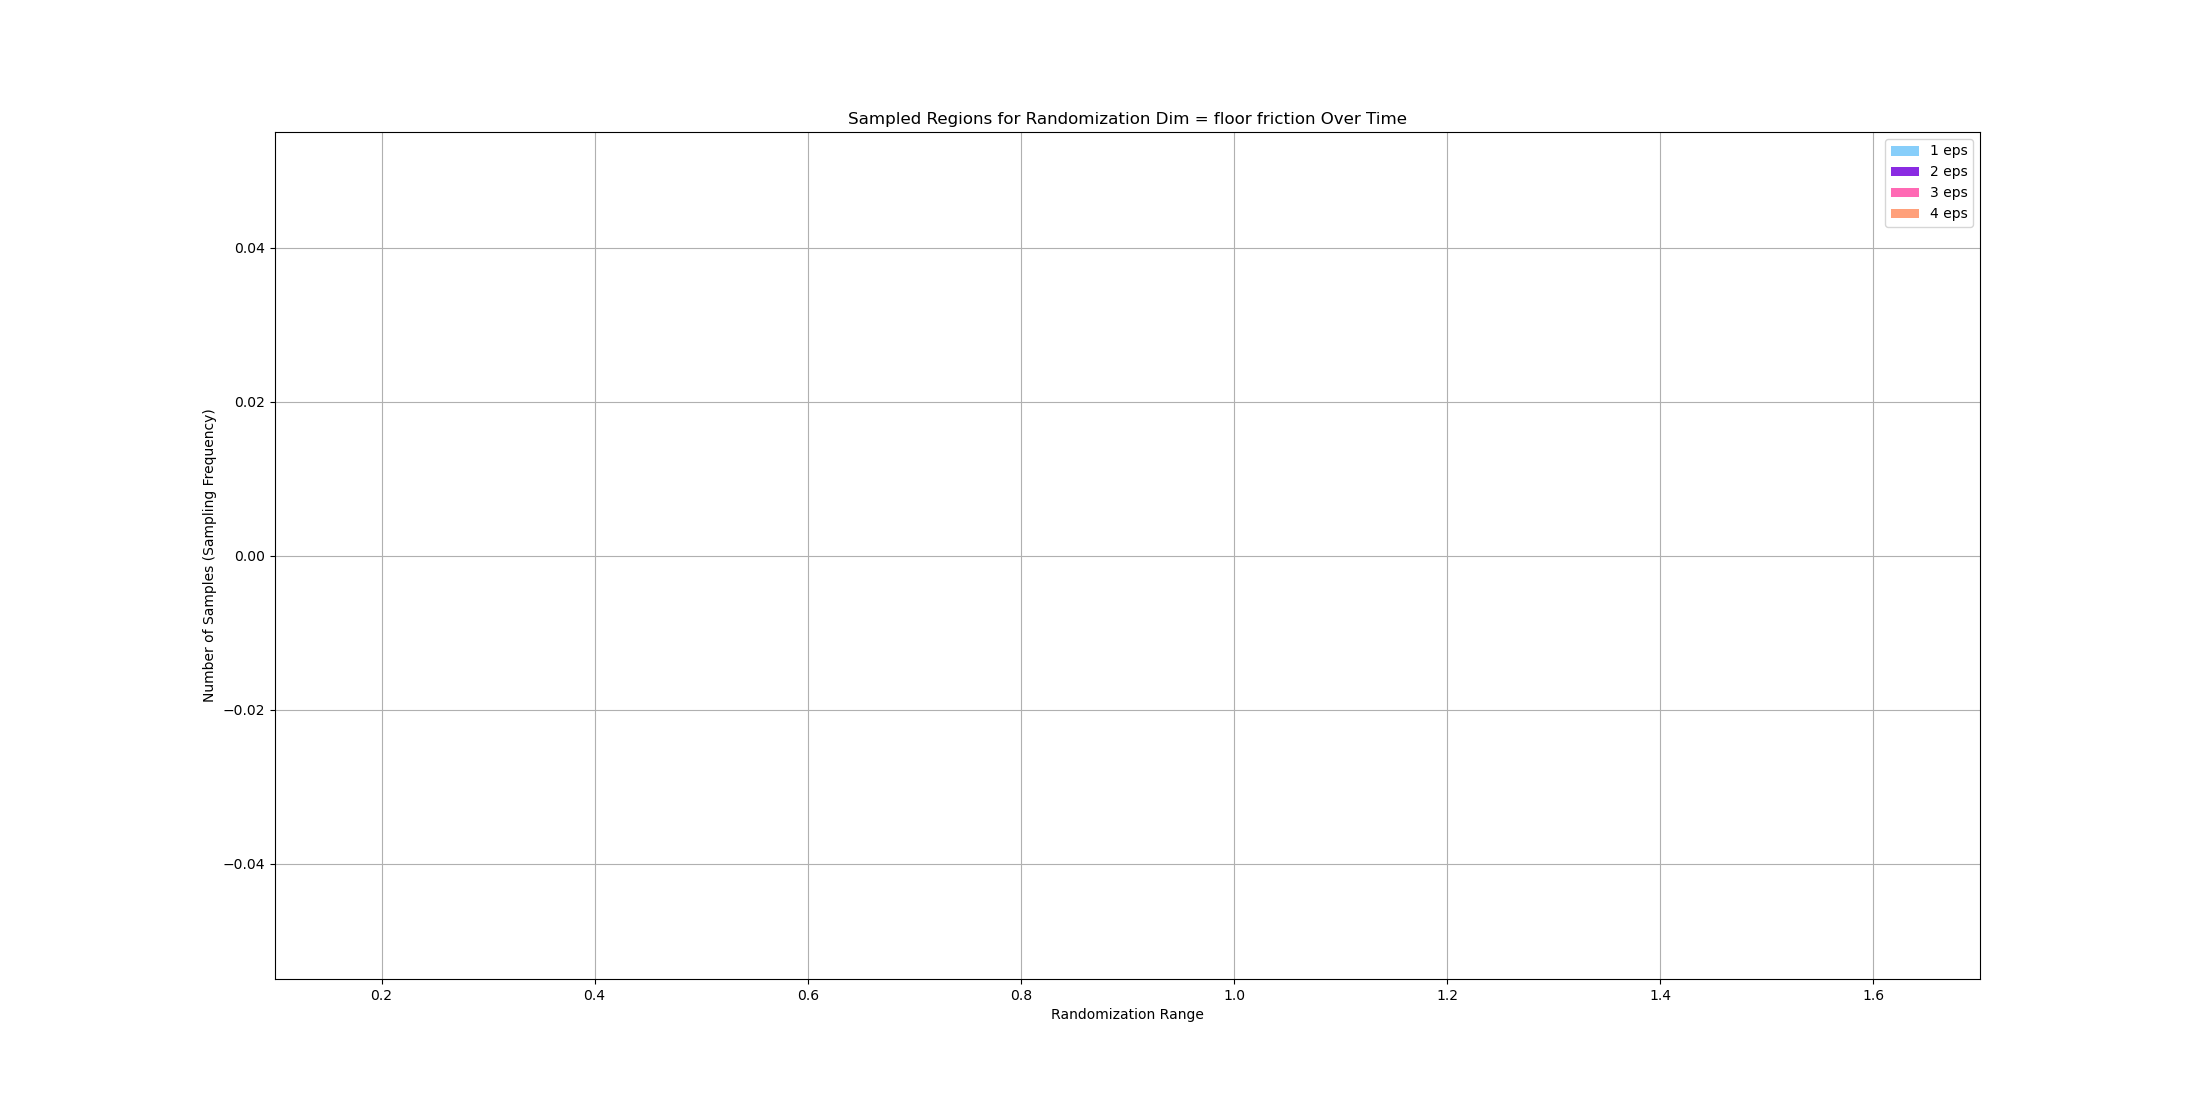 Sampled Regions for Randomization Dim = floor friction Over Time
1 eps
2 eps
3 eps
4 eps
0.04
0.02
0.00
−0.02
−0.04
Number of Samples (Sampling Frequency)
0.2 0.4 0.6 0.8 1.0 1.2 1.4 1.6
Randomization Range